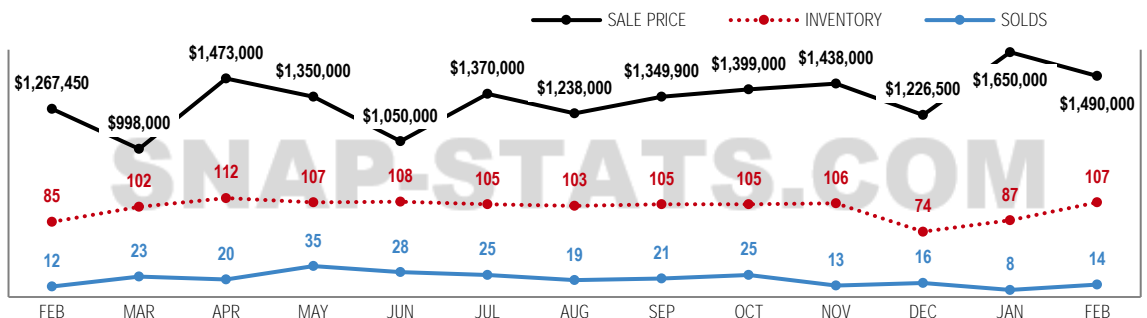 SALE PRICE INVENTORY SOLDS
$1,267,450 $998,000 $1,473,000 $1,350,000 $1,050,000 $1,370,000 $1,238,000 $1,349,900 $1,399,000 $1,438,000 $1,226,500 $1,650,000 $1,490,000
SNAP-STATS.COM
85 102 112 107 108 105 103 105 105 106 74 87 107
12 23 20 35 28 25 19 21 25 13 16 8 14
FEB MAR APR MAY JUN JUL AUG SEP OCT NOV DEC JAN FEB